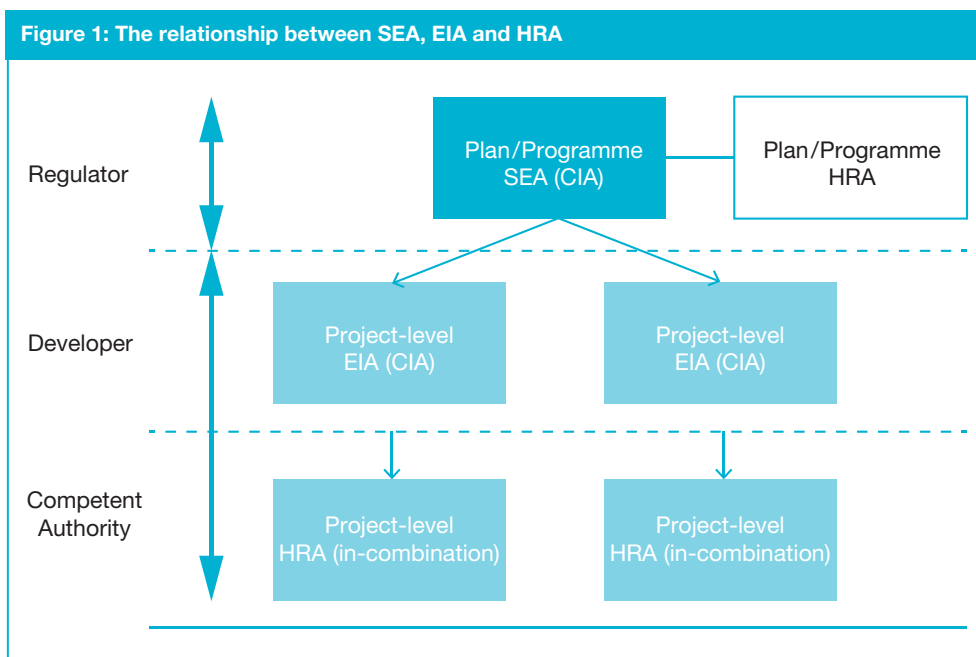 Figure 1: The relationship between SEA, EIA and HRA
Regulator
Plan/Programme
SEA (CIA)
Plan/Programme
HRA
Developer
Project-level
EIA (CIA)
Project-level
EIA (CIA)
Competent
Authority
Project-level
HRA (in-combination)
Project-level
HRA (in-combination)